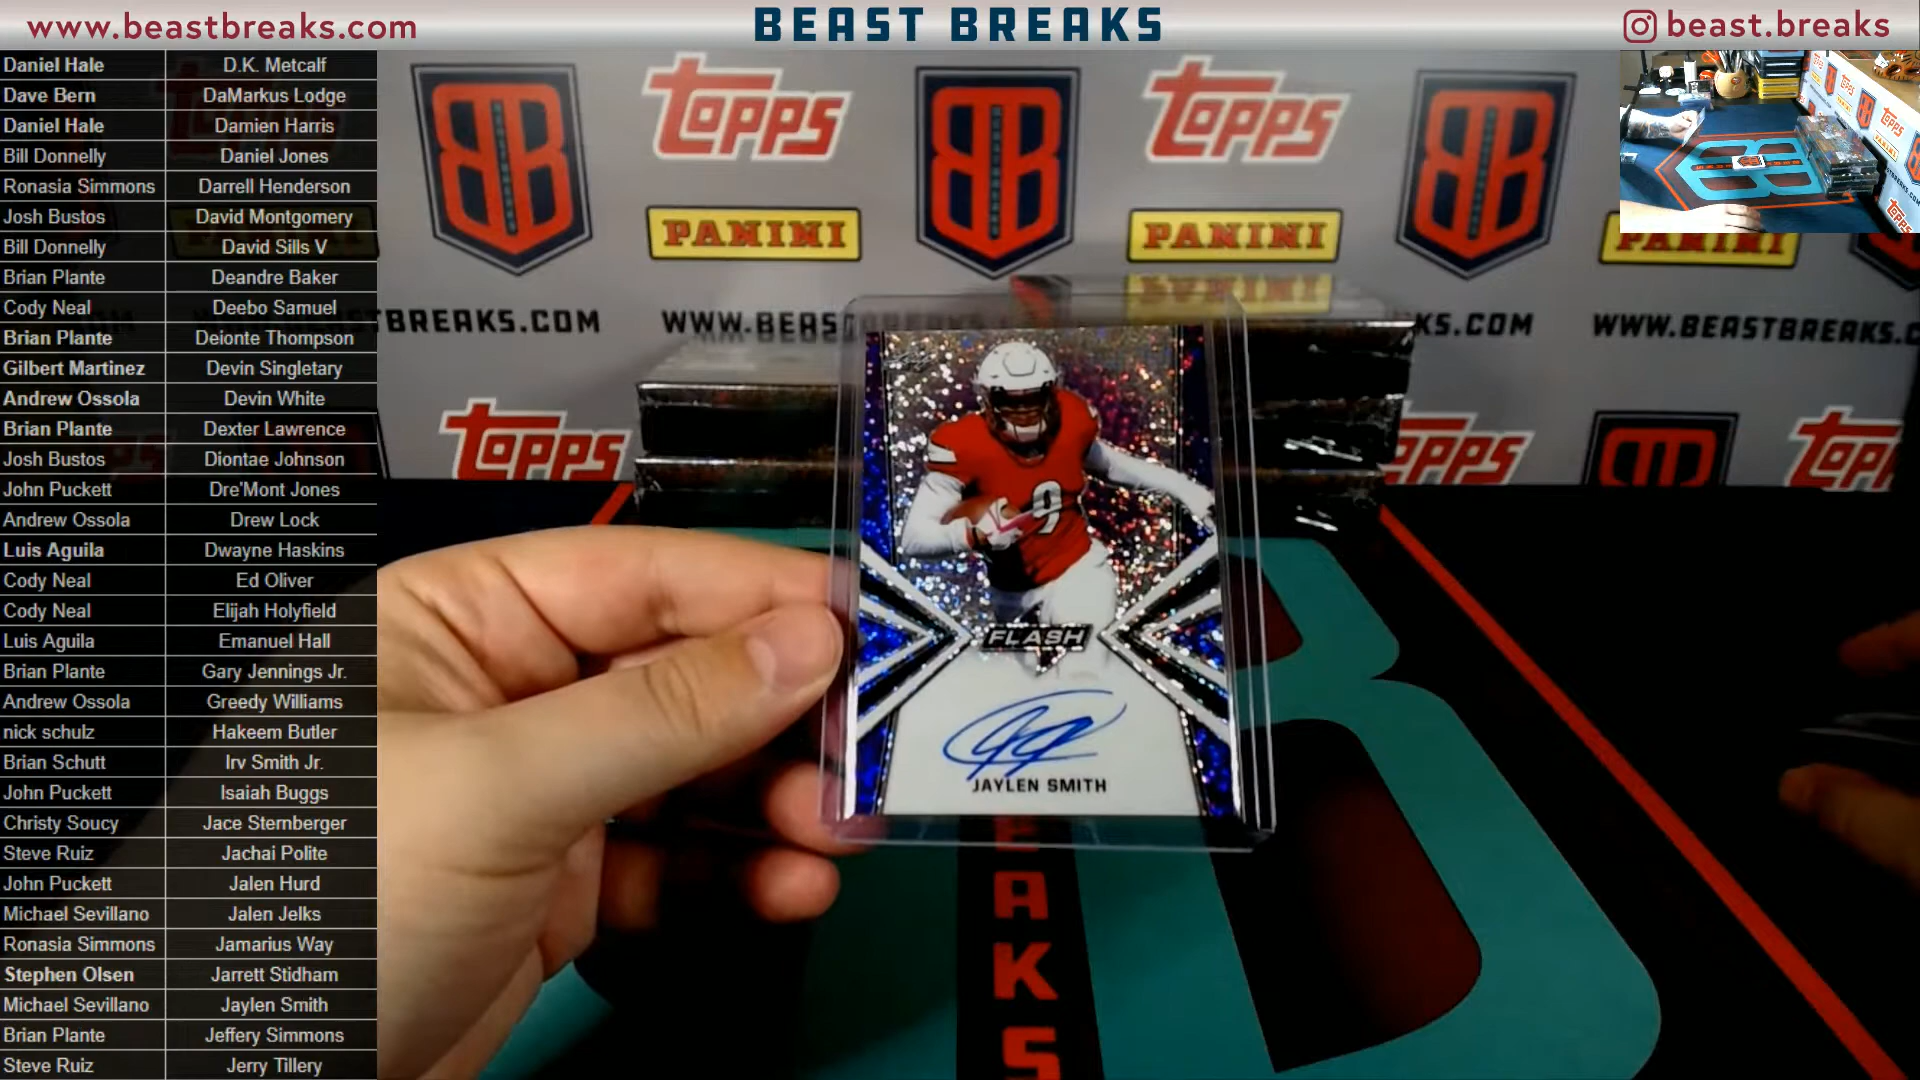 www.beastbreaks.com
BEAST BREAKS
beast.breaks
Daniel Hale D.K. Metcalf
Dave Bern DaMarkus Lodge
Daniel Hale Damien Harris
Bill Donnelly Daniel Jones
Ronasia Simmons Darrell Henderson
Josh Bustos David Montgomery
Bill Donnelly David Sills V
Brian Plante Deandre Baker
Cody Neal Deebo Samuel
Brian Plante Deionte Thompson
Gilbert Martinez Devin Singletary
Andrew Ossola Devin White
Brian Plante Dexter Lawrence
Josh Bustos Diontae Johnson
John Puckett Dre'Mont Jones
Andrew Ossola Drew Lock
Luis Aguila Dwayne Haskins
Cody Neal Ed Oliver
Cody Neal Elijah Holyfield
Luis Aguila Emanuel Hall
Brian Plante Gary Jennings Jr.
Andrew Ossola Greedy Williams
nick schulz Hakeem Butler
Brian Schutt Irv Smith Jr.
John Puckett Isaiah Buggs
Christy Soucy Jace Sternberger
Steve Ruiz Jachai Polite
John Puckett Jalen Hurd
Michael Sevillano Jalen Jelks
Ronasia Simmons Jamarius Way
Stephen Olsen Jarrett Stidham
Michael Sevillano Jaylen Smith
Brian Plante Jeffery Simmons
Steve Ruiz Jerry Tillery
TOPPS TOPPS
PANINI PANINI PANINI
PANINI
BREAKS.COM WWW.BEAS KS.COM WWW.BEASTBREAKS.C
TOPPS OPPS TOPP
9
FLASH
JAYLEN SMITH
EAKS